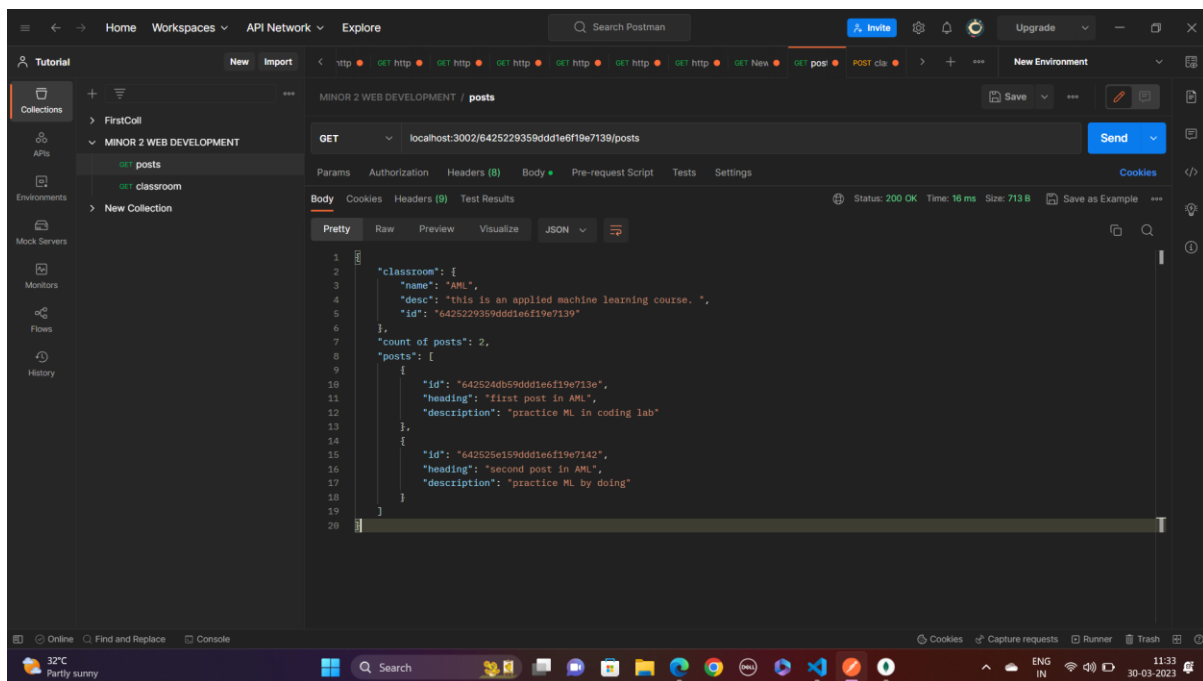 Home Workspaces API Network Explore Search Postman Invite Upgrade
Tutorial New Import http GET http GET http GET http GET http GET http GET http GET New GET post POST cla: New Environment
Collections
APIs
Environments
Mock Servers
Monitors
Flows
History
FirstColl
MINOR 2 WEB DEVELOPMENT
GET posts
GET classroom
New Collection
MINOR 2 WEB DEVELOPMENT / posts Save
GET localhost:3002/6425229359ddd1e6f19e7139/posts Send
Params Authorization Headers (8) Body Pre-request Script Tests Settings Cookies
Body Cookies Headers (9) Test Results Status: 200 OK Time: 16 ms Size: 713 B Save as Example
Pretty Raw Preview Visualize JSON
1 {
2 "classroom": {
3 "name": "AML",
4 "desc": "this is an applied machine learning course. ",
5 "id": "6425229359ddd1e6f19e7139"
6 },
7 "count of posts": 2,
8 "posts": [
9 {
10 "id": "642524db59ddd1e6f19e713e",
11 "heading": "first post in AML",
12 "description": "practice ML in coding lab"
13 },
14 {
15 "id": "642525e159ddd1e6f19e7142",
16 "heading": "second post in AML",
17 "description": "practice ML by doing"
18 }
19 ]
20 }
Online Find and Replace Console Cookies Capture requests Runner Trash
32°C
Partly sunny
Search
DELL
ENG
IN
11:33
30-03-2023